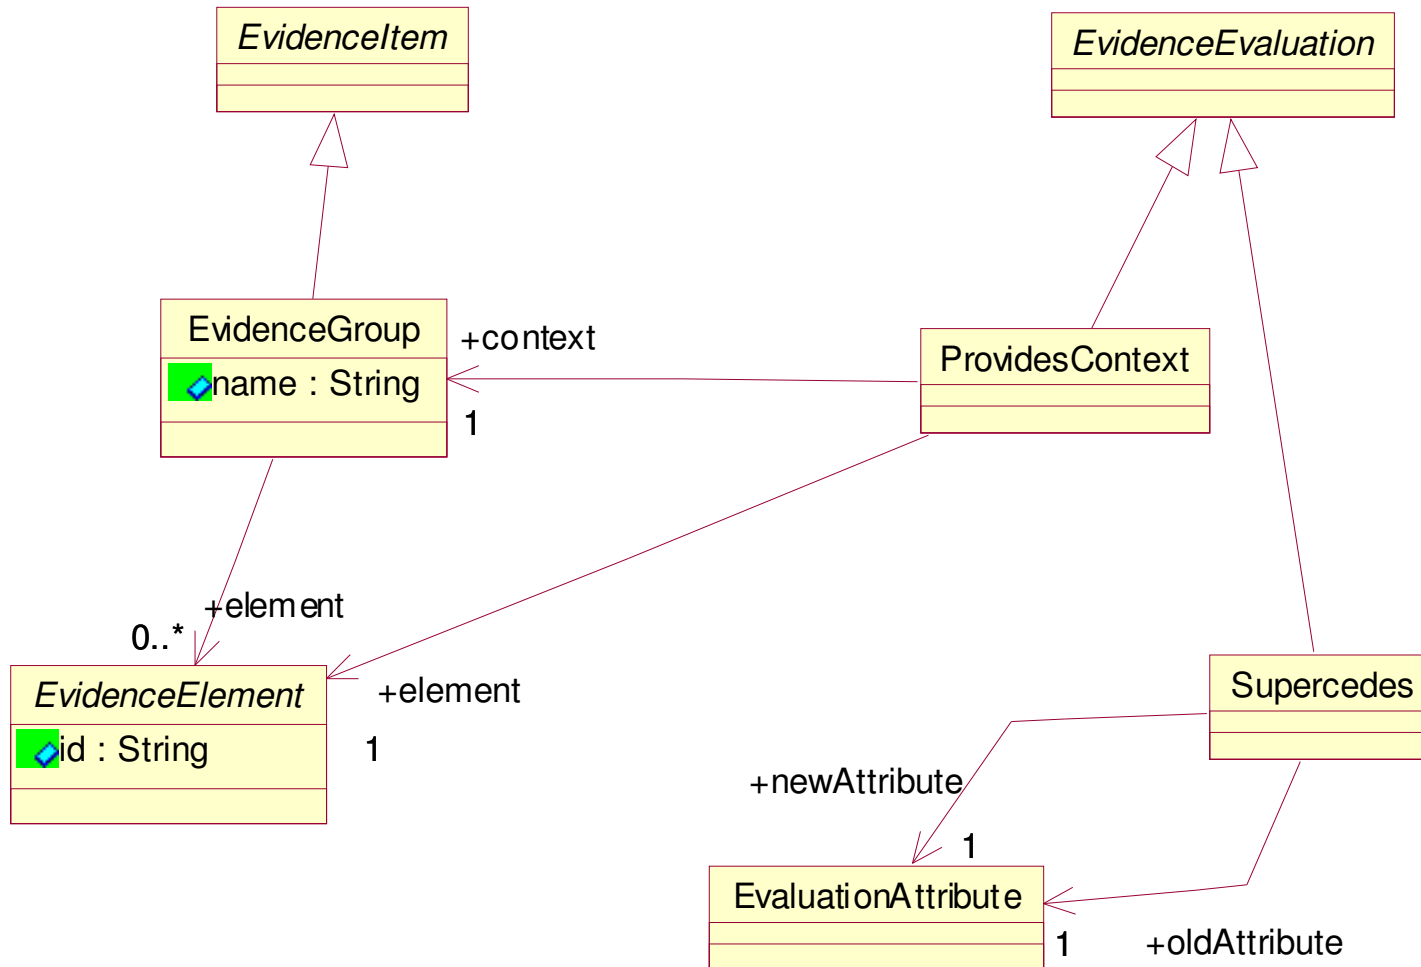 EvidenceItem
EvidenceEvaluation
EvidenceGroup
name : String
+context
1
ProvidesContext
+element
0..*
EvidenceElement
id : String
+element
1
Supercedes
+newAttribute
1
EvaluationAttribute
1
+oldAttribute